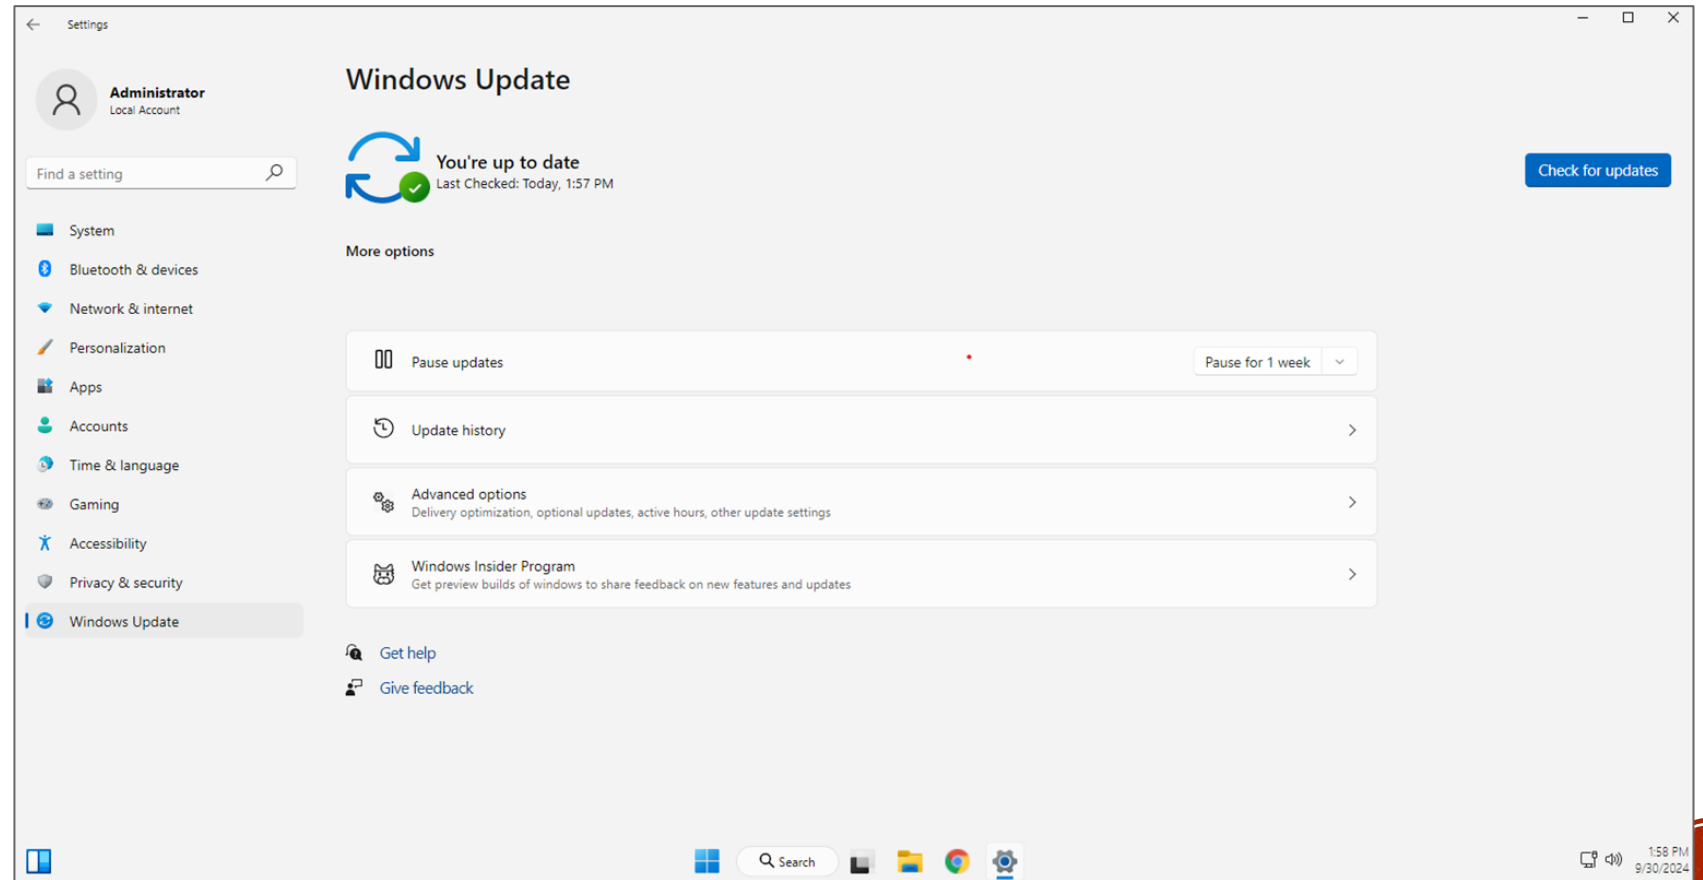 Settings
Administrator
Local Account
Find a setting
System
Bluetooth & devices
Network & internet
Personalization
Apps
Accounts
Time & language
Gaming
Accessibility
Privacy & security
Windows Update
Windows Update
You're up to date
Last Checked: Today, 1:57 PM
Check for updates
More options
Pause updates
Pause for 1 week
Update history
Advanced options
Delivery optimization, optional updates, active hours, other update settings
Windows Insider Program
Get preview builds of windows to share feedback on new features and updates
Get help
Give feedback
Search
1:58 PM
9/30/2024